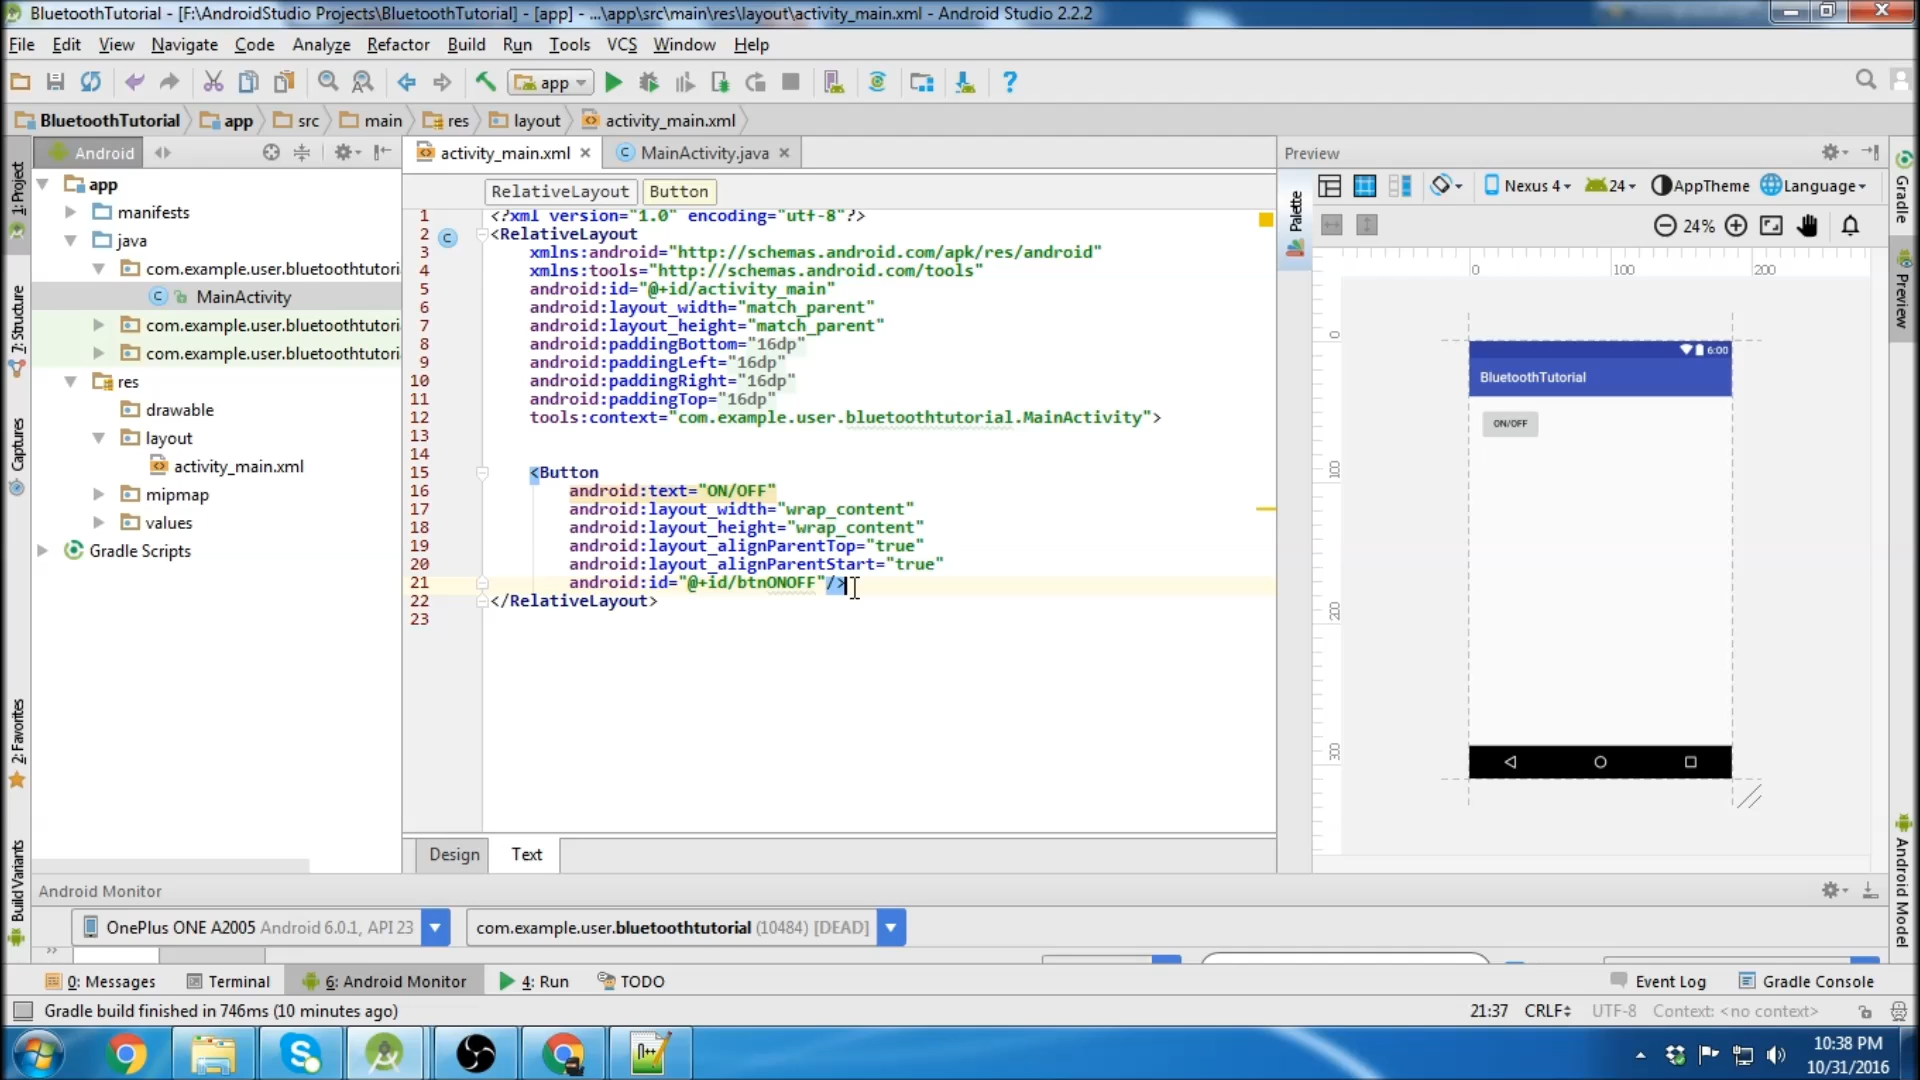 BluetoothTutorial - [F:\AndroidStudio Projects\BluetoothTutorial] - [app] - ...\app\src\main\res\layout\activity_main.xml - Android Studio 2.2.2
File Edit View Navigate Code Analyze Refactor Build Run Tools VCS Window Help
app
BluetoothTutorial app src main res layout activity_main.xml
Android
activity_main.xml
MainActivity.java
Preview
RelativeLayout Button
Nexus 4 24 AppTheme Language
24%
1: Project
7: Structure
Captures
2: Favorites
Build Variants
app
manifests
java
com.example.user.bluetoothtutori
MainActivity
com.example.user.bluetoothtutori
com.example.user.bluetoothtutori
res
drawable
layout
activity_main.xml
mipmap
values
Gradle Scripts
1 <?xml version="1.0" encoding="utf-8"?>
2 <RelativeLayout
3 xmlns:android="http://schemas.android.com/apk/res/android"
4 xmlns:tools="http://schemas.android.com/tools"
5 android:id="@+id/activity_main"
6 android:layout_width="match_parent"
7 android:layout_height="match_parent"
8 android:paddingBottom="16dp"
9 android:paddingLeft="16dp"
10 android:paddingRight="16dp"
11 android:paddingTop="16dp"
12 tools:context="com.example.user.bluetoothtutorial.MainActivity">
13
14
15 <Button
16 android:text="ON/OFF"
17 android:layout_width="wrap_content"
18 android:layout_height="wrap_content"
19 android:layout_alignParentTop="true"
20 android:layout_alignParentStart="true"
21 android:id="@+id/btnONOFF"/>
22 </RelativeLayout>
23
Design Text
Palette
0 100 200
0
100
200
300
6:00
BluetoothTutorial
ON/OFF
Gradle
Preview
Android Model
Android Monitor
OnePlus ONE A2005 Android 6.0.1, API 23
com.example.user.bluetoothtutorial (10484) [DEAD]
0: Messages Terminal 6: Android Monitor 4: Run TODO
Event Log Gradle Console
Gradle build finished in 746ms (10 minutes ago)
21:37 CRLF UTF-8 Context: <no context>
10:38 PM
10/31/2016